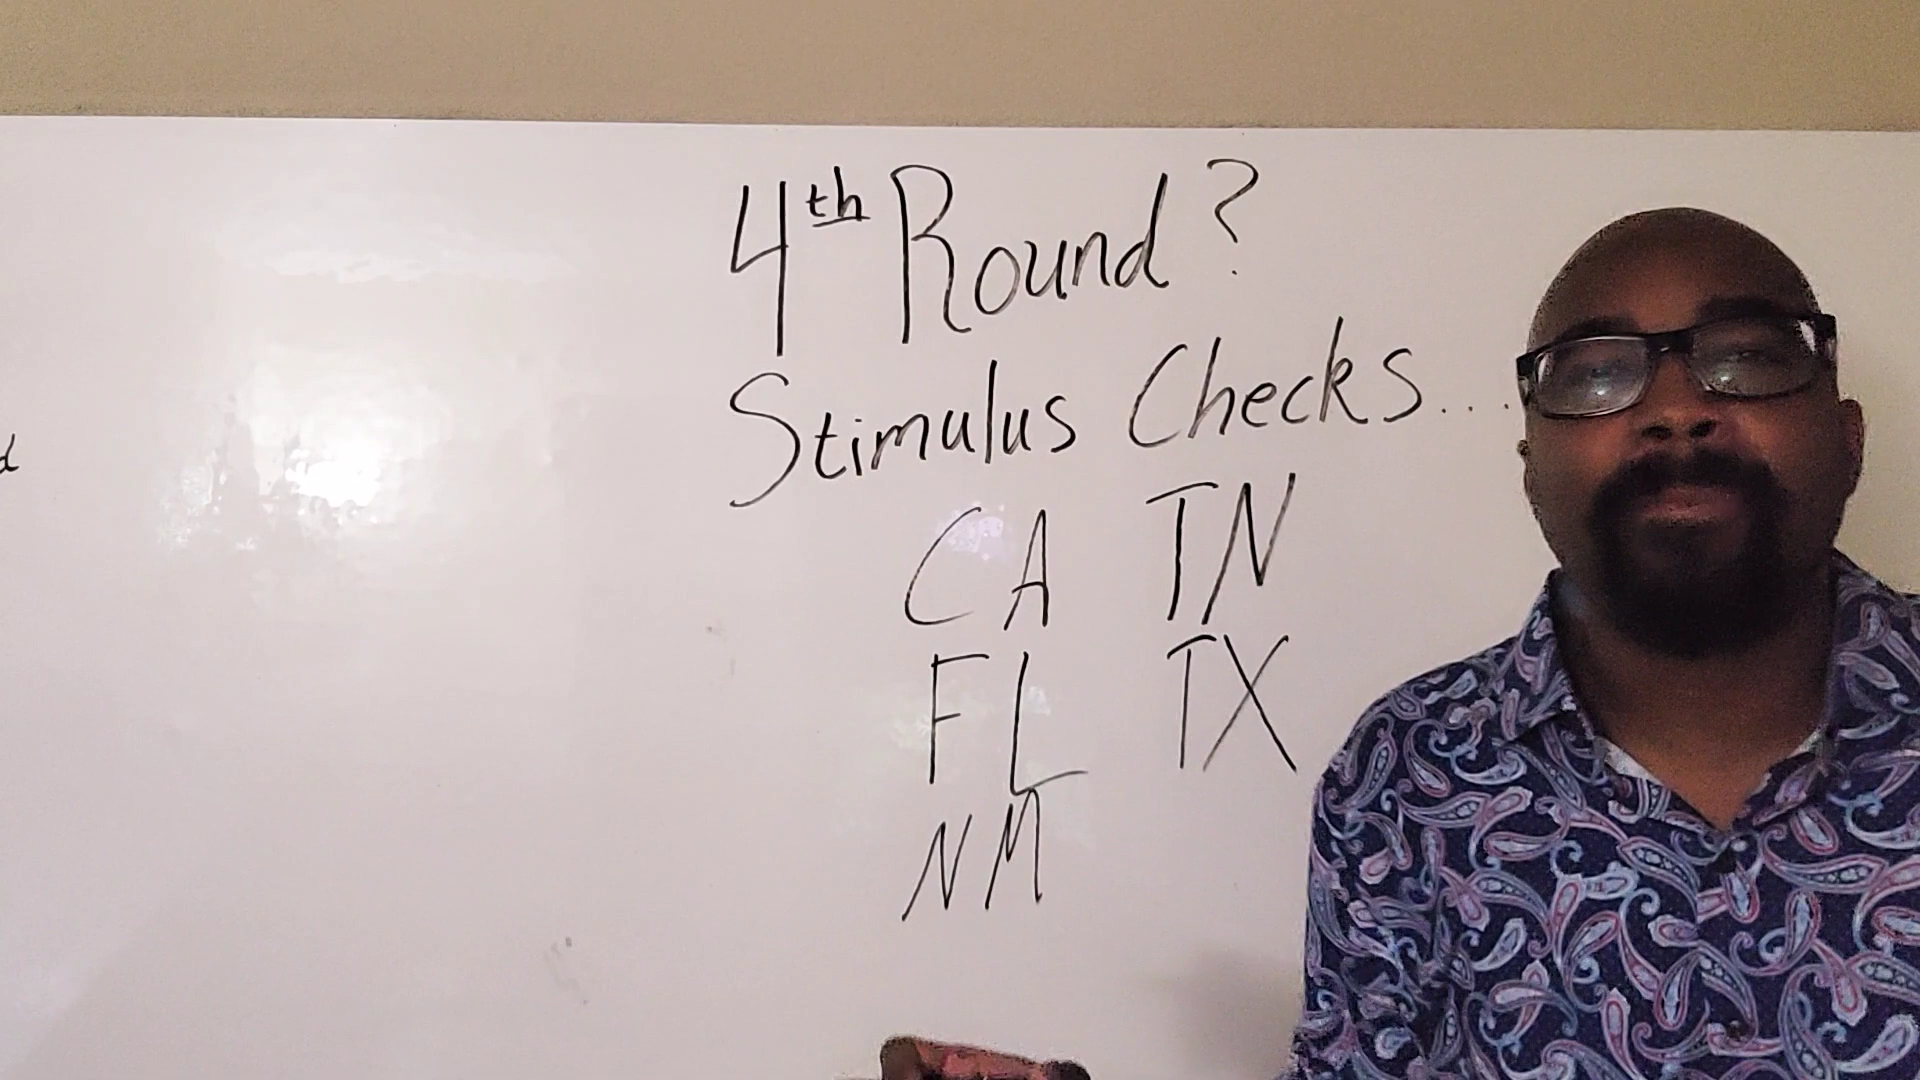 4th Round?
Stimulus Checks...
CA TN
FL TX
NM